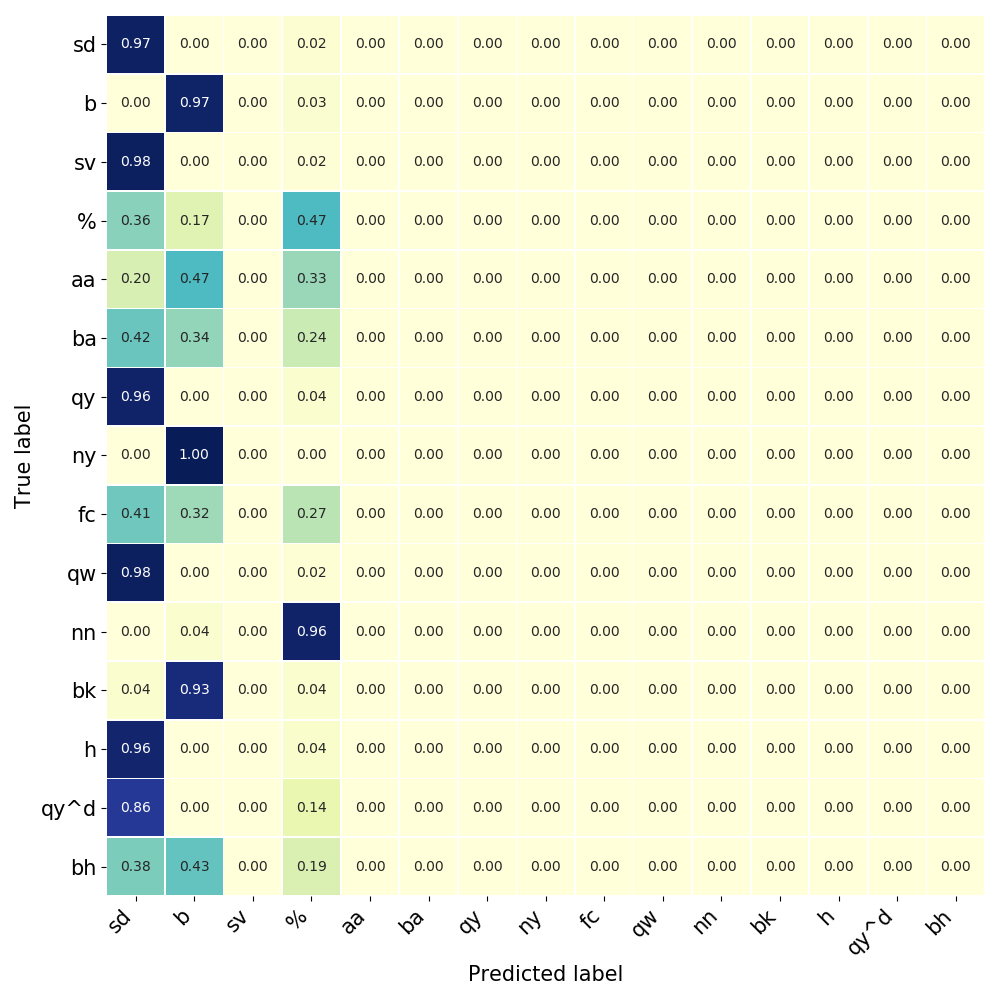 sd 0.97 0.00 0.00 0.02 0.00 0.00 0.00 0.00 0.00 0.00 0.00 0.00 0.00 0.00 0.00
b 0.00 0.97 0.00 0.03 0.00 0.00 0.00 0.00 0.00 0.00 0.00 0.00 0.00 0.00 0.00
sv 0.98 0.00 0.00 0.02 0.00 0.00 0.00 0.00 0.00 0.00 0.00 0.00 0.00 0.00 0.00
% 0.36 0.17 0.00 0.47 0.00 0.00 0.00 0.00 0.00 0.00 0.00 0.00 0.00 0.00 0.00
aa 0.20 0.47 0.00 0.33 0.00 0.00 0.00 0.00 0.00 0.00 0.00 0.00 0.00 0.00 0.00
ba 0.42 0.34 0.00 0.24 0.00 0.00 0.00 0.00 0.00 0.00 0.00 0.00 0.00 0.00 0.00
qy 0.96 0.00 0.00 0.04 0.00 0.00 0.00 0.00 0.00 0.00 0.00 0.00 0.00 0.00 0.00
ny 0.00 1.00 0.00 0.00 0.00 0.00 0.00 0.00 0.00 0.00 0.00 0.00 0.00 0.00 0.00
fc 0.41 0.32 0.00 0.27 0.00 0.00 0.00 0.00 0.00 0.00 0.00 0.00 0.00 0.00 0.00
qw 0.98 0.00 0.00 0.02 0.00 0.00 0.00 0.00 0.00 0.00 0.00 0.00 0.00 0.00 0.00
nn 0.00 0.04 0.00 0.96 0.00 0.00 0.00 0.00 0.00 0.00 0.00 0.00 0.00 0.00 0.00
bk 0.04 0.93 0.00 0.04 0.00 0.00 0.00 0.00 0.00 0.00 0.00 0.00 0.00 0.00 0.00
h 0.96 0.00 0.00 0.04 0.00 0.00 0.00 0.00 0.00 0.00 0.00 0.00 0.00 0.00 0.00
qy^d 0.86 0.00 0.00 0.14 0.00 0.00 0.00 0.00 0.00 0.00 0.00 0.00 0.00 0.00 0.00
bh 0.38 0.43 0.00 0.19 0.00 0.00 0.00 0.00 0.00 0.00 0.00 0.00 0.00 0.00 0.00
sd b sv % aa ba qy ny fc qw nn bk h qy^d bh
Predicted label
True label